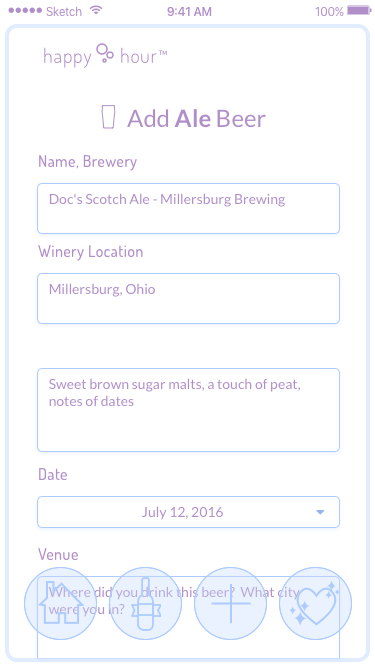 Sketch 9:41 AM 100%
happy hour™
Add Ale Beer
Name, Brewery
Doc's Scotch Ale - Millersburg Brewing
Winery Location
Millersburg, Ohio
Sweet brown sugar malts, a touch of peat,
notes of dates
Date
July 12, 2016
Venue
Where did you drink this beer? What city
were you in?